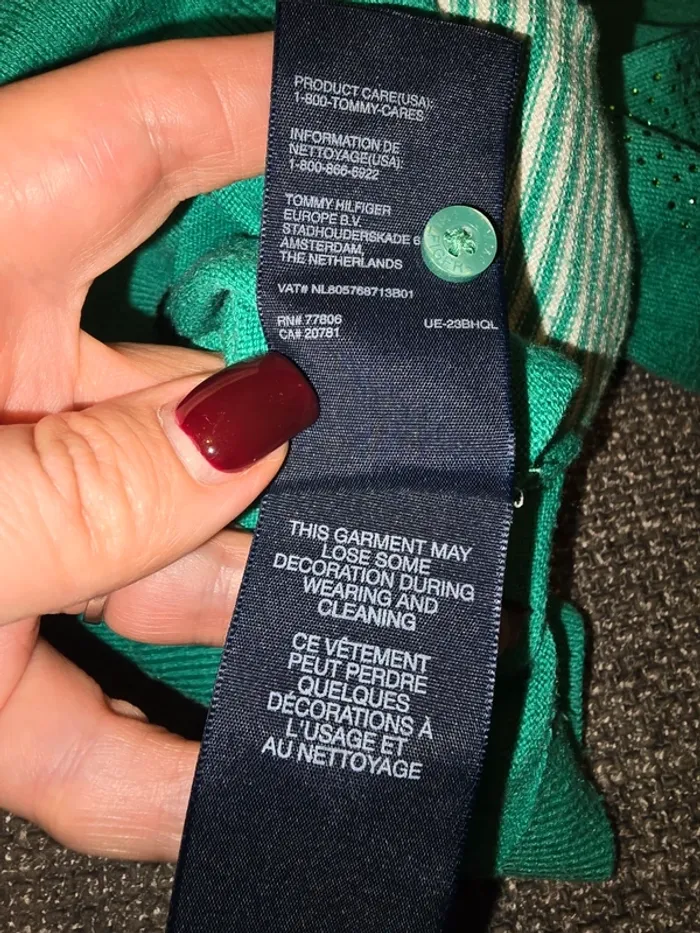 PRODUCT CARE(USA):
1-800-TOMMY-CARES
INFORMATION DE
NETTOYAGE(USA):
1-800-866-6922
TOMMY HILFIGER
EUROPE B.V.
STADHOUDERSKADE 6
AMSTERDAM,
THE NETHERLANDS
VAT# NL805768713B01
RN# 77806
CA# 20781
UE-23BHQL
THIS GARMENT MAY
LOSE SOME
DECORATION DURING
WEARING AND
CLEANING
CE VÊTEMENT
PEUT PERDRE
QUELQUES
DÉCORATIONS À
L'USAGE ET
AU NETTOYAGE